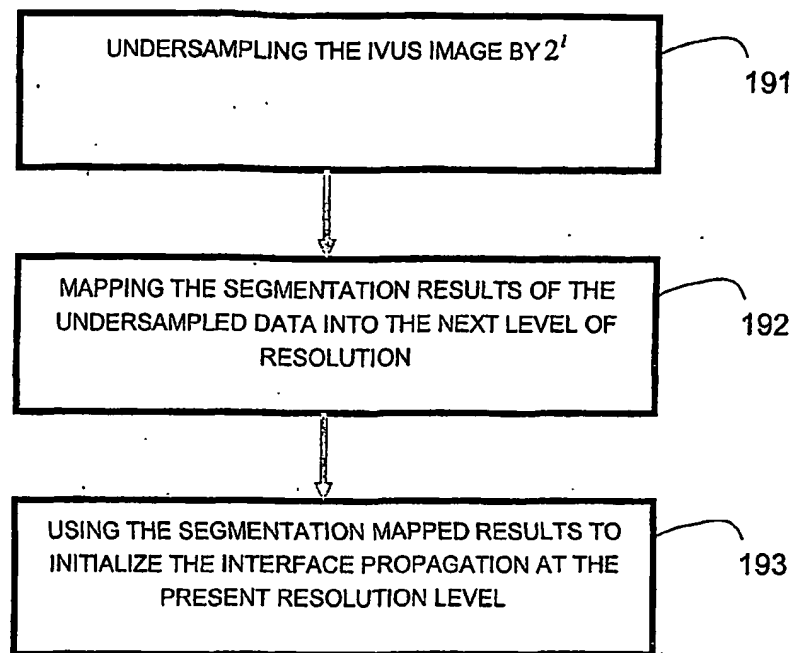 UNDERSAMPLING THE IVUS IMAGE BY 2^l
191
MAPPING THE SEGMENTATION RESULTS OF THE
UNDERSAMPLED DATA INTO THE NEXT LEVEL OF
RESOLUTION
192
USING THE SEGMENTATION MAPPED RESULTS TO
INITIALIZE THE INTERFACE PROPAGATION AT THE
PRESENT RESOLUTION LEVEL
193